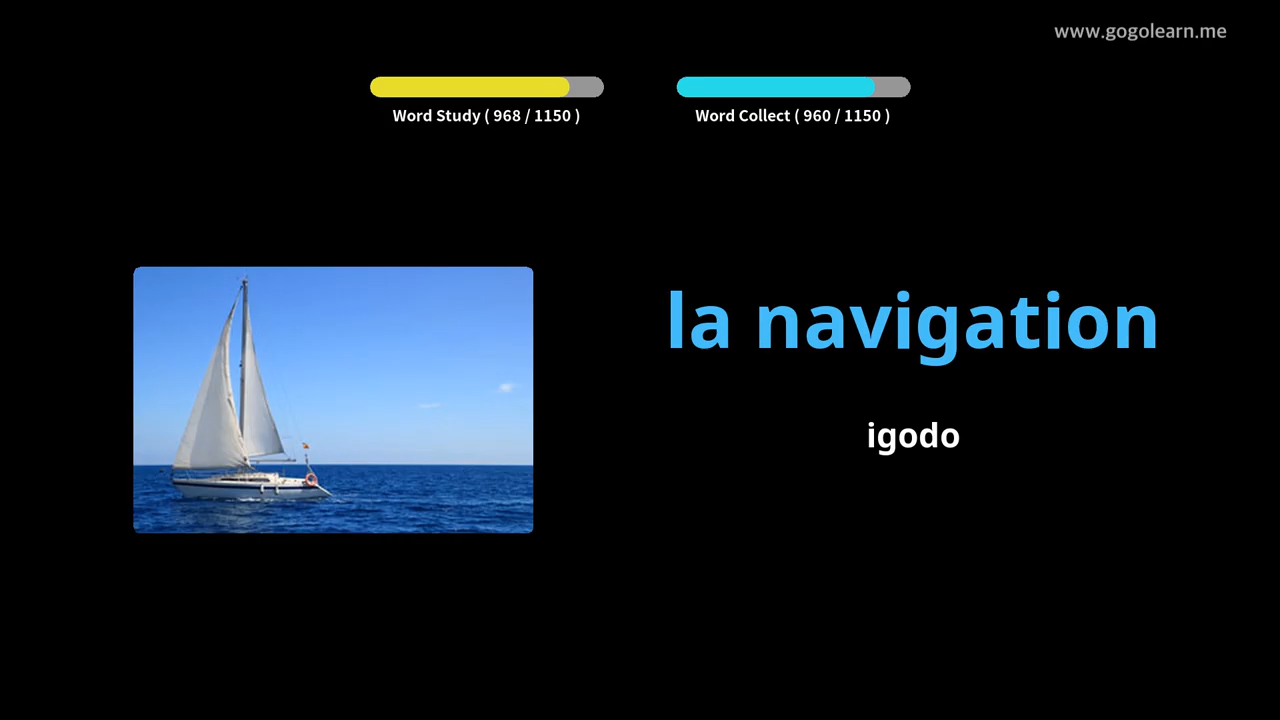 www.gogolearn.me
Word Study ( 968 / 1150 )
Word Collect ( 960 / 1150 )
la navigation
igodo